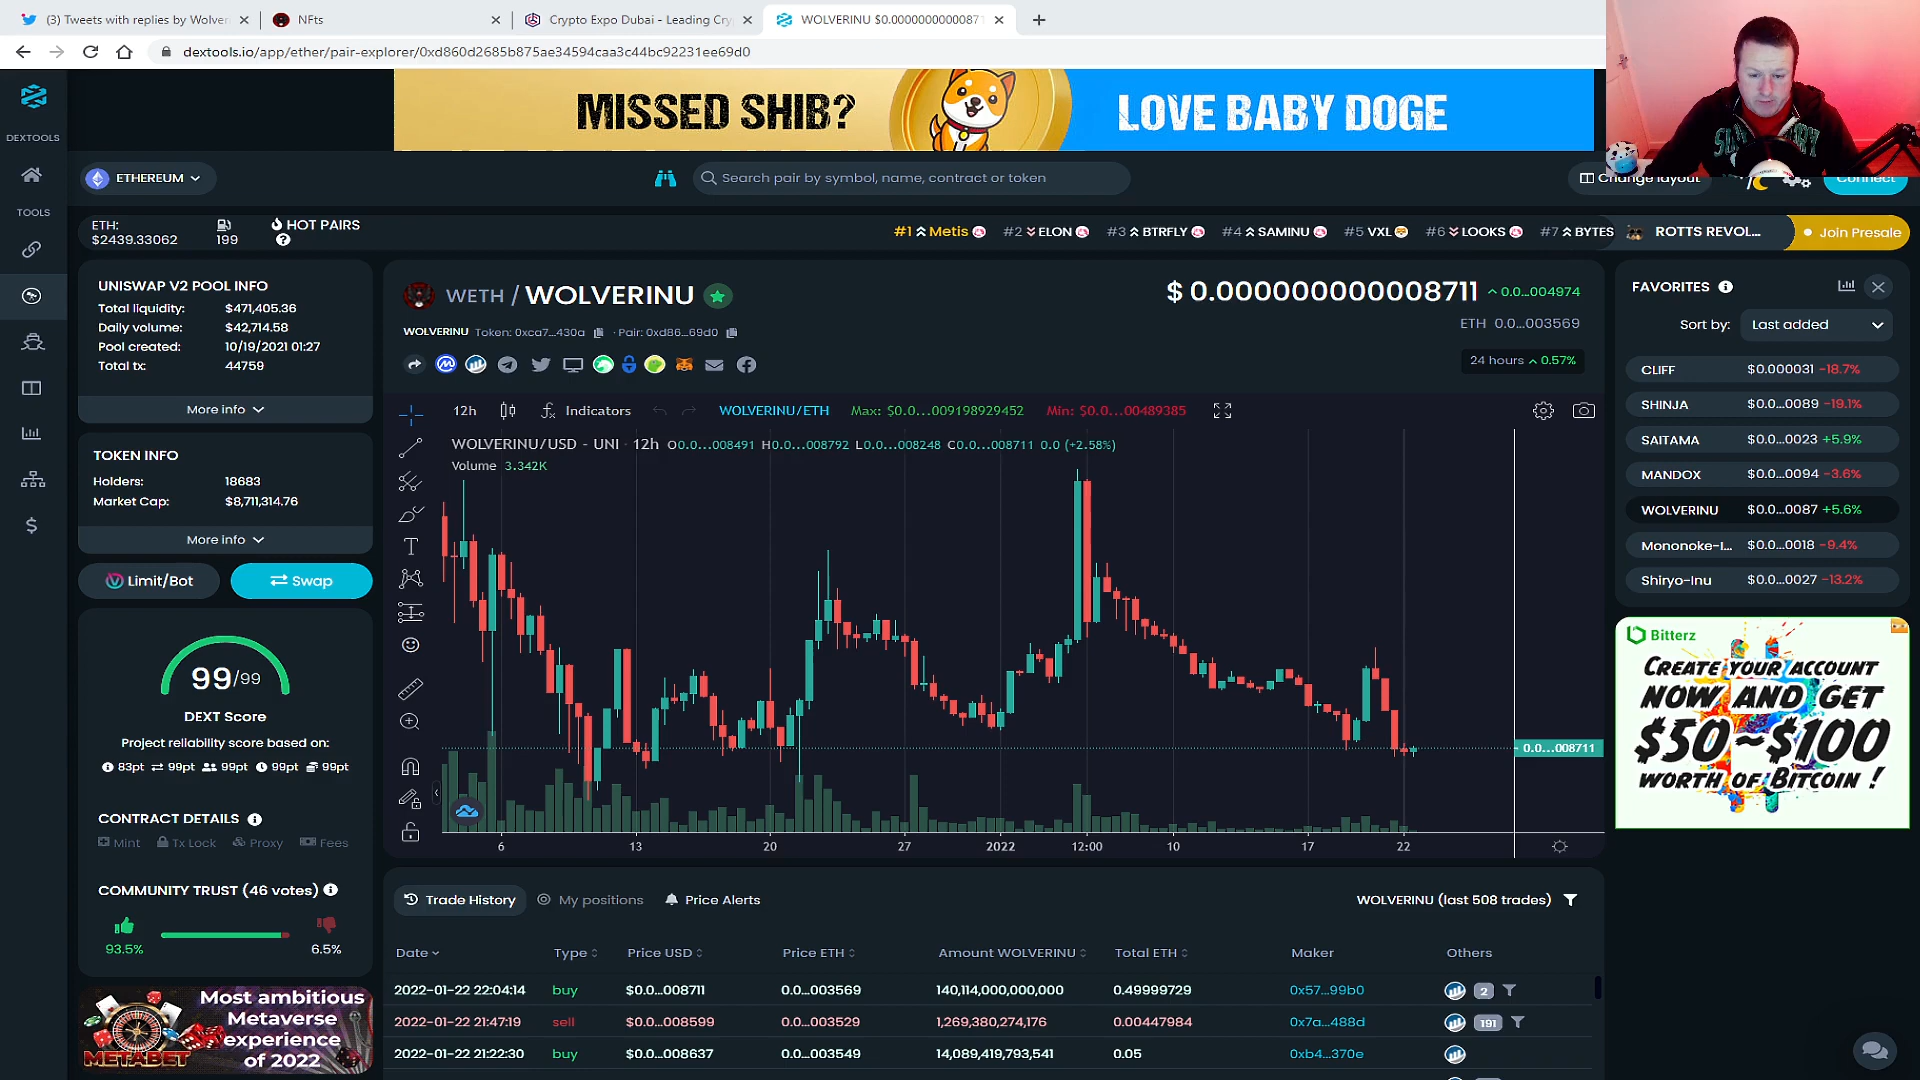 (3) Tweets with replies by Wolver
NFts
Crypto Expo Dubai - Leading Cry
WOLVERINU $0.0000000000087
dextools.io/app/ether/pair-explorer/0xd860d2685b875ae34594caa3c44bc92231ee69d0
MISSED SHIB? LOVE BABY DOGE
DEXTOOLS
TOOLS
ETHEREUM
Search pair by symbol, name, contract or token
Change layout
Connect
ETH:
$2439.33062
199
HOT PAIRS
#1 Metis #2 ELON #3 BTRFLY #4 SAMINU #5 VXL #6 LOOKS #7 BYTES
ROTTS REVOL...
Join Presale
UNISWAP V2 POOL INFO
Total liquidity: $471,405.36
Daily volume: $42,714.58
Pool created: 10/19/2021 01:27
Total tx: 44759
More info
TOKEN INFO
Holders: 18683
Market Cap: $8,711,314.76
More info
Limit/Bot
Swap
99/99
DEXT Score
Project reliability score based on:
83pt 99pt 99pt 99pt 99pt
CONTRACT DETAILS
Mint Tx Lock Proxy Fees
COMMUNITY TRUST (46 votes)
93.5%
6.5%
Most ambitious
Metaverse
experience
of 2022
METABET
WETH / WOLVERINU
$ 0.000000000008711
0.0...004974
ETH 0.0...003569
WOLVERINU Token: 0xca7...430a · Pair: 0xd86...69d0
24 hours 0.57%
12h
Indicators
WOLVERINU/ETH
Max: $0.0...009198929452
Min: $0.0...00489385
WOLVERINU/USD - UNI 12h O0.0...008491 H0.0...008792 L0.0...008248 C0.0...008711 0.0 (+2.58%)
Volume 3.342K
0.0...008711
6 13 20 27 2022 12:00 10 17 22
Trade History
My positions
Price Alerts
WOLVERINU (last 508 trades)
Date Type Price USD Price ETH Amount WOLVERINU Total ETH Maker Others
2022-01-22 22:04:14 buy $0.0...008711 0.0...003569 140,114,000,000,000 0.49999729 0x57...99b0 2
2022-01-22 21:47:19 sell $0.0...008599 0.0...003529 1,269,380,274,176 0.00447984 0x7a...488d 191
2022-01-22 21:22:30 buy $0.0...008637 0.0...003549 14,089,419,793,541 0.05 0xb4...370e
FAVORITES
Sort by: Last added
CLIFF $0.000031 -18.7%
SHINJA $0.0...0089 -19.1%
SAITAMA $0.0...0023 +5.9%
MANDOX $0.0...0094 -3.6%
WOLVERINU $0.0...0087 +5.6%
Mononoke-I... $0.0...0018 -9.4%
Shiryo-Inu $0.0...0027 -13.2%
Bitterz
CREATE YOUR ACCOUNT
NOW AND GET
$50~$100
WORTH OF BITCOIN !